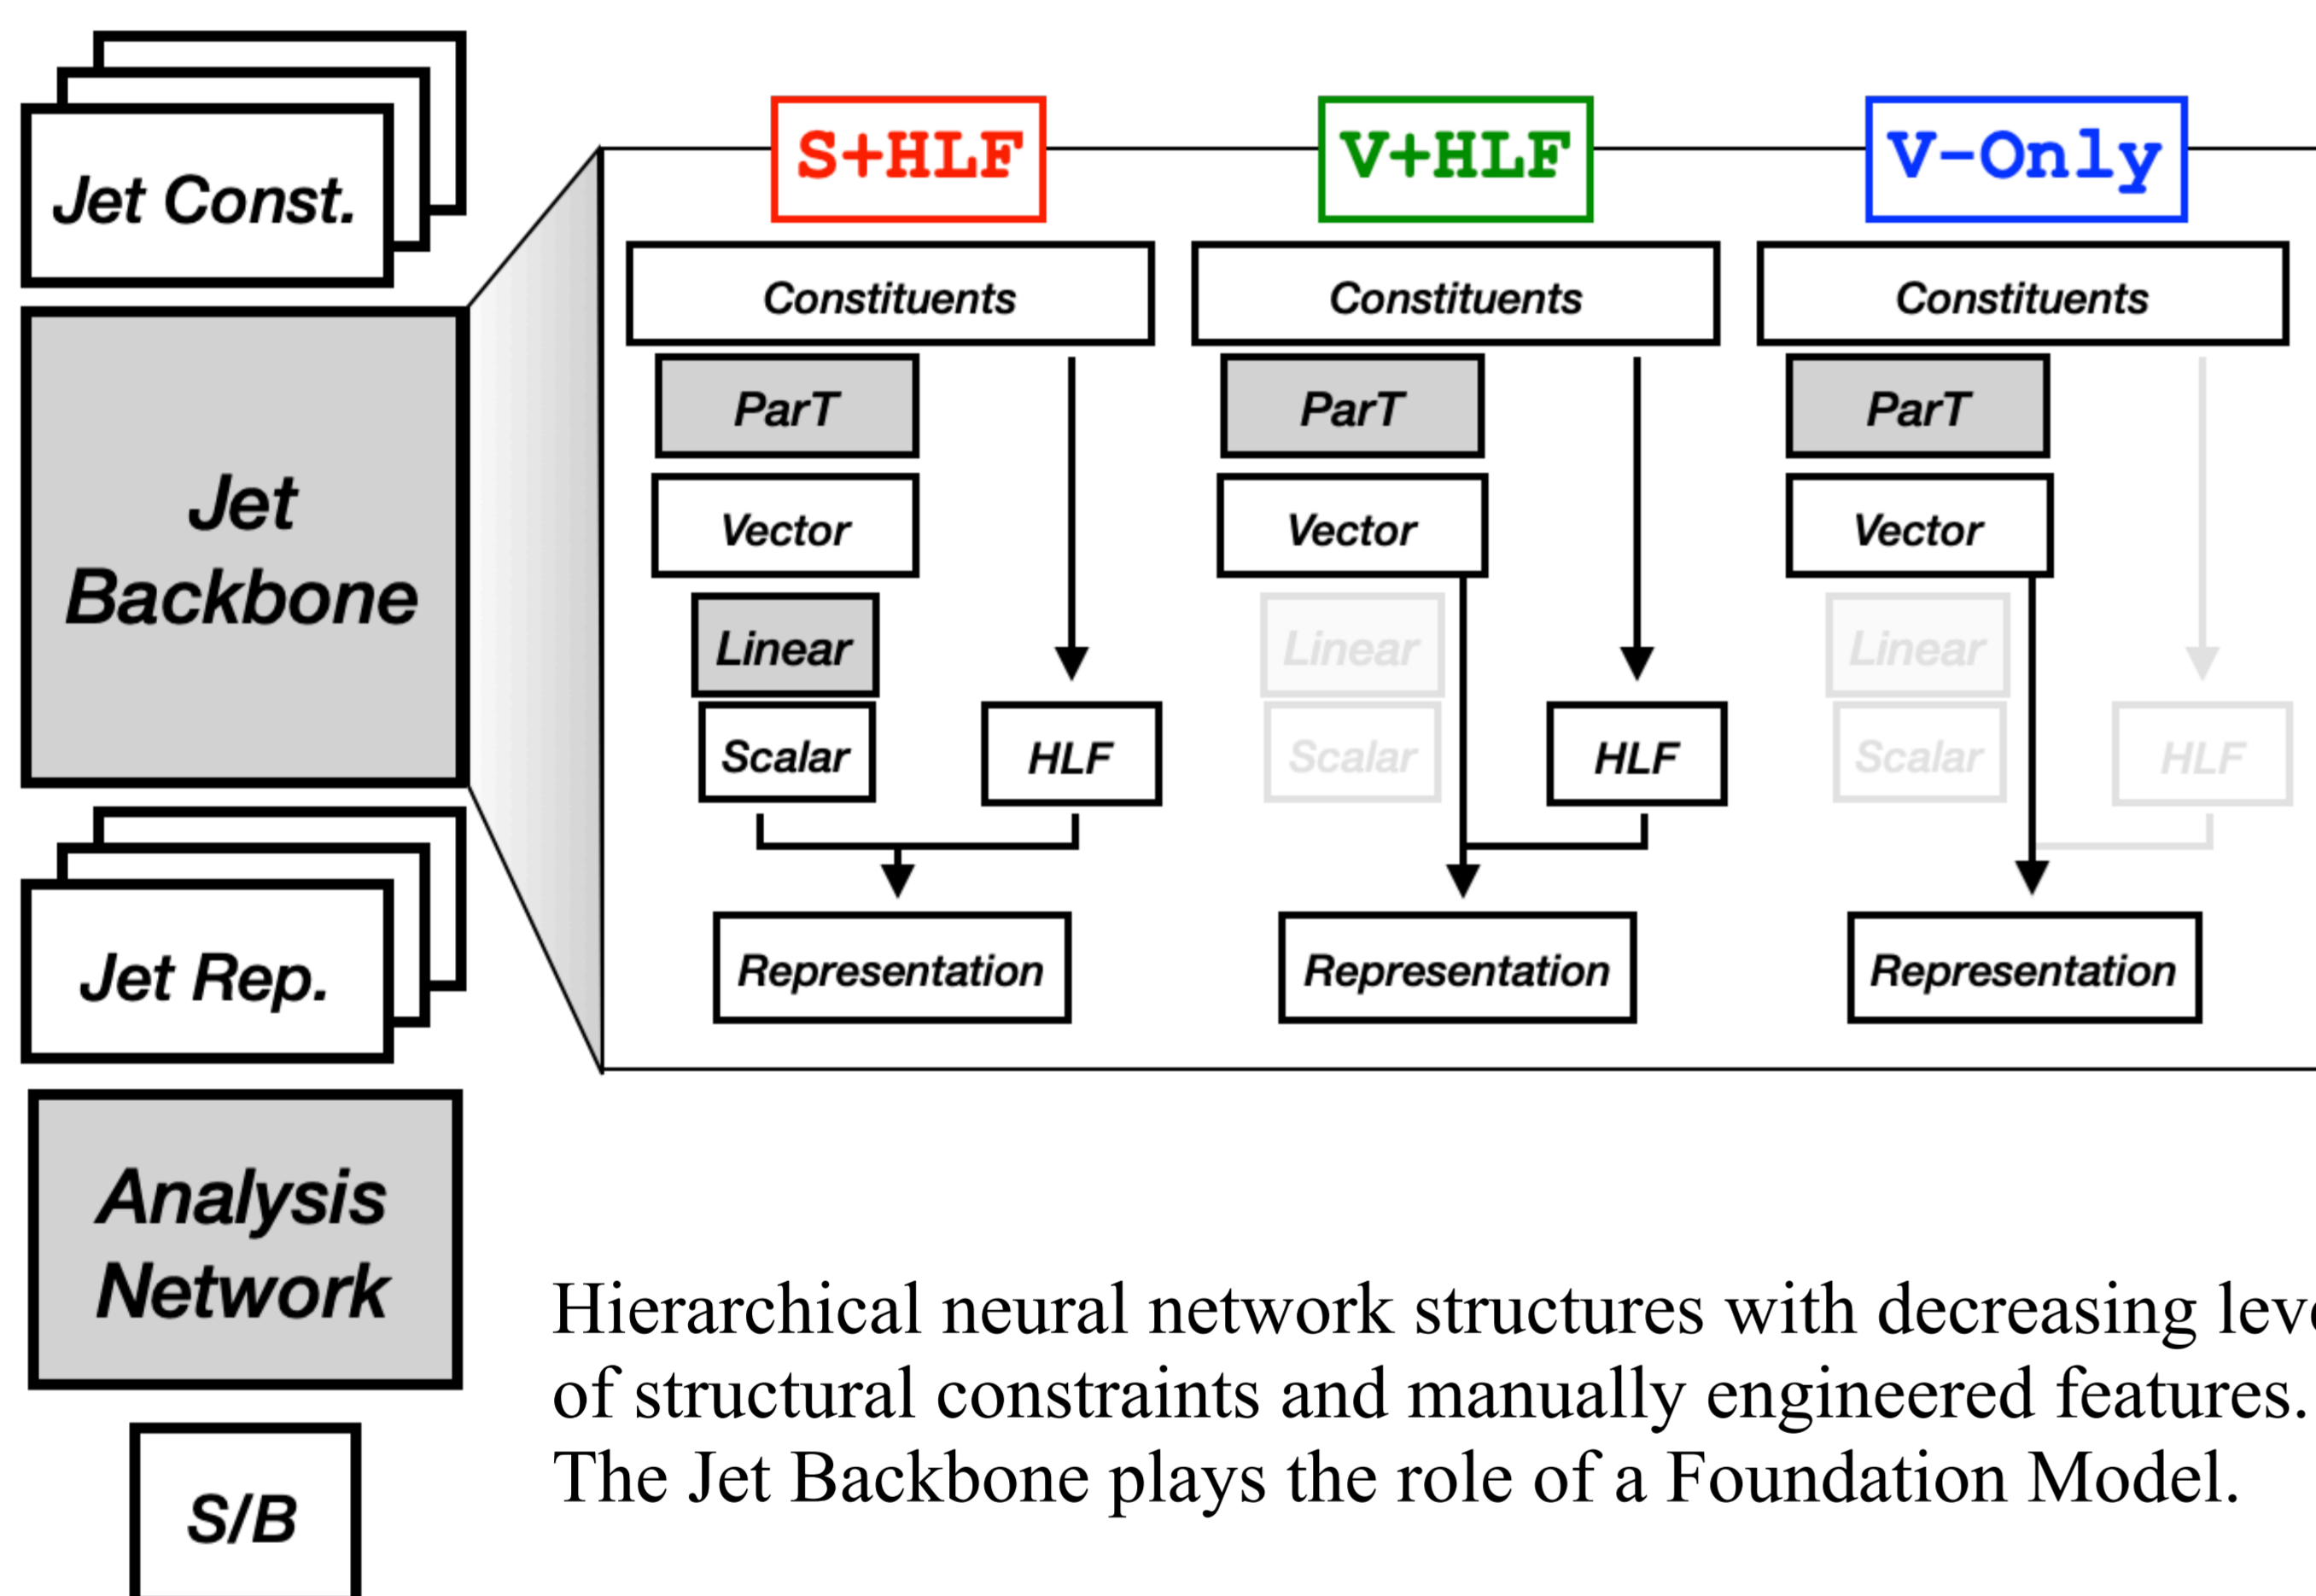 Jet Const.
Jet
Backbone
Jet Rep.
Analysis
Network
S/B
S+HLF
Constituents
ParT
Vector
Linear
Scalar
HLF
Representation
V+HLF
Constituents
ParT
Vector
Linear
Scalar
HLF
Representation
V-Only
Constituents
ParT
Vector
Linear
Scalar
HLF
Representation
Hierarchical neural network structures with decreasing
of structural constraints and manually engineered features.
The Jet Backbone plays the role of a Foundation Model.